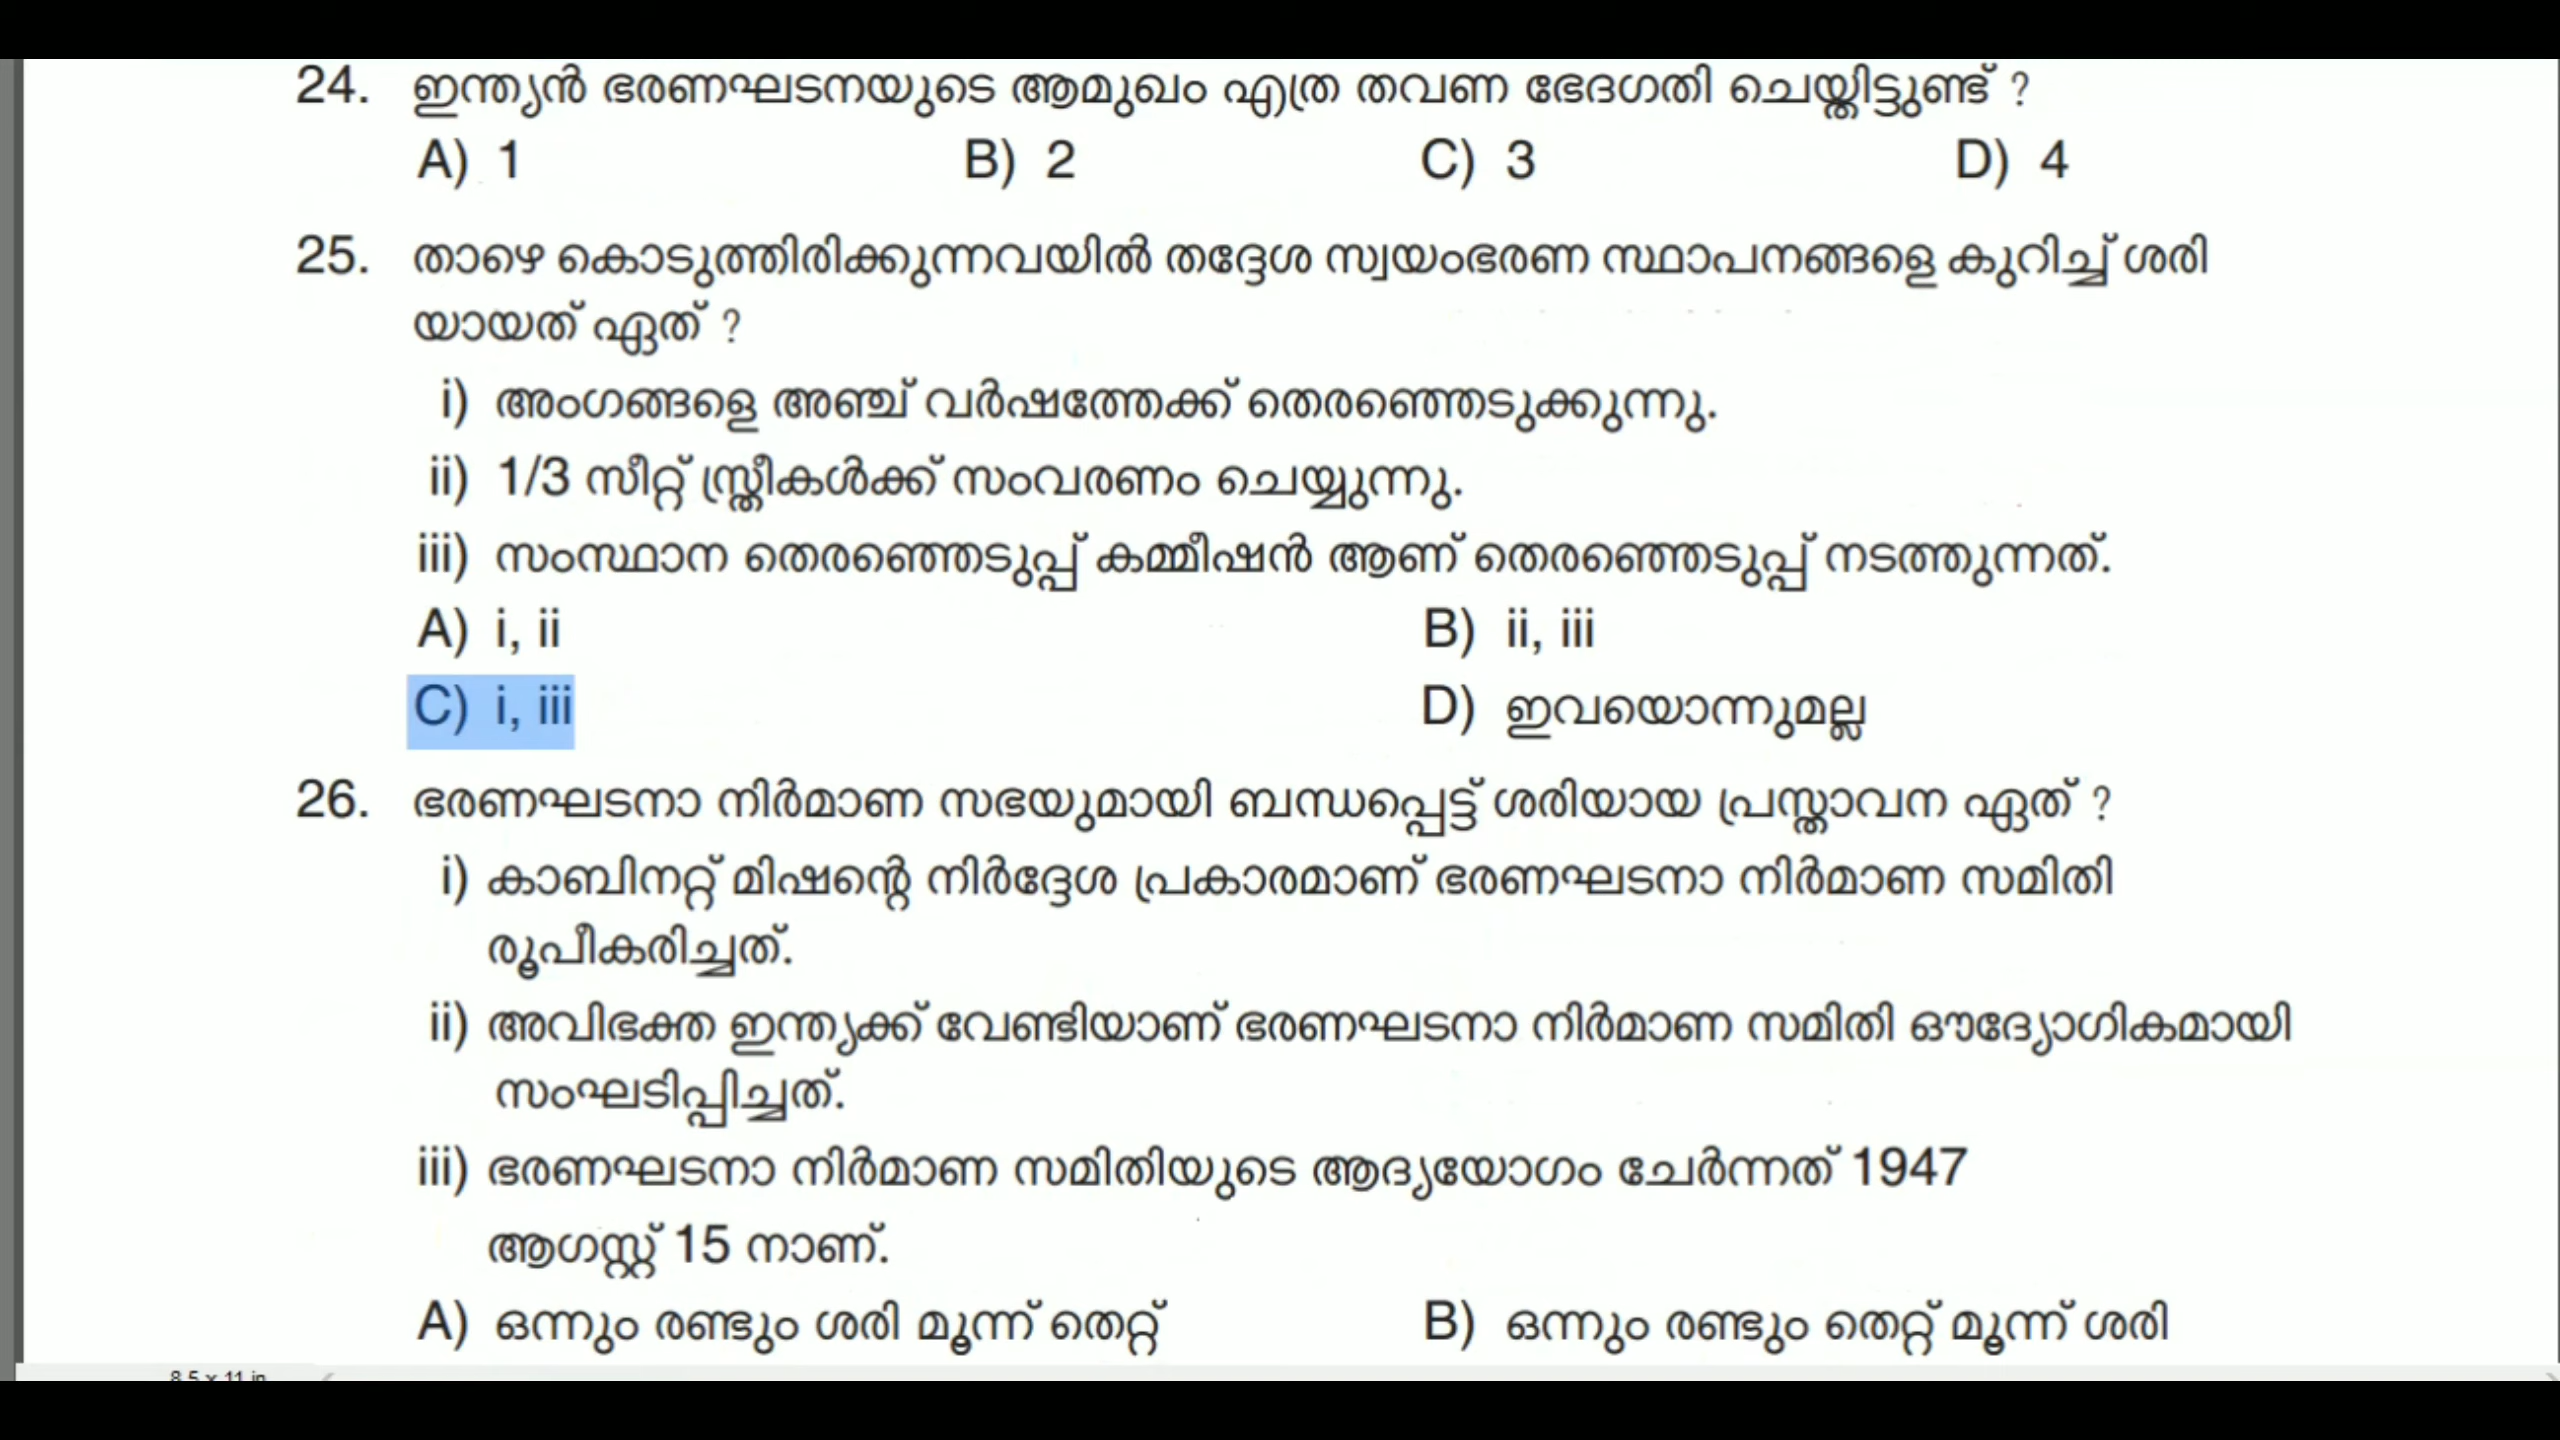 24. ഇന്ത്യൻ ഭരണഘടനയുടെ ആമുഖം എത്ര തവണ ഭേദഗതി ചെയ്തിട്ടുണ്ട് ?
A) 1 B) 2 C) 3 D) 4
25. താഴെ കൊടുത്തിരിക്കുന്നവയിൽ തദ്ദേശ സ്വയംഭരണ സ്ഥാപനങ്ങളെ കുറിച്ച് ശരി
യായത് ഏത് ?
i) അംഗങ്ങളെ അഞ്ച് വർഷത്തേക്ക് തെരഞ്ഞെടുക്കുന്നു.
ii) 1/3 സീറ്റ് സ്ത്രീകൾക്ക് സംവരണം ചെയ്യുന്നു.
iii) സംസ്ഥാന തെരഞ്ഞെടുപ്പ് കമ്മീഷൻ ആണ് തെരഞ്ഞെടുപ്പ് നടത്തുന്നത്.
A) i, ii B) ii, iii
C) i, iii D) ഇവയൊന്നുമല്ല
26. ഭരണഘടനാ നിർമാണ സഭയുമായി ബന്ധപ്പെട്ട് ശരിയായ പ്രസ്താവന ഏത് ?
i) കാബിനറ്റ് മിഷന്റെ നിർദ്ദേശ പ്രകാരമാണ് ഭരണഘടനാ നിർമാണ സമിതി
രൂപീകരിച്ചത്.
ii) അവിഭക്ത ഇന്ത്യക്ക് വേണ്ടിയാണ് ഭരണഘടനാ നിർമാണ സമിതി ഔദ്യോഗികമായി
സംഘടിപ്പിച്ചത്.
iii) ഭരണഘടനാ നിർമാണ സമിതിയുടെ ആദ്യയോഗം ചേർന്നത് 1947
ആഗസ്റ്റ് 15 നാണ്.
A) ഒന്നും രണ്ടും ശരി മൂന്ന് തെറ്റ് B) ഒന്നും രണ്ടും തെറ്റ് മൂന്ന് ശരി
8.5 x 11 in